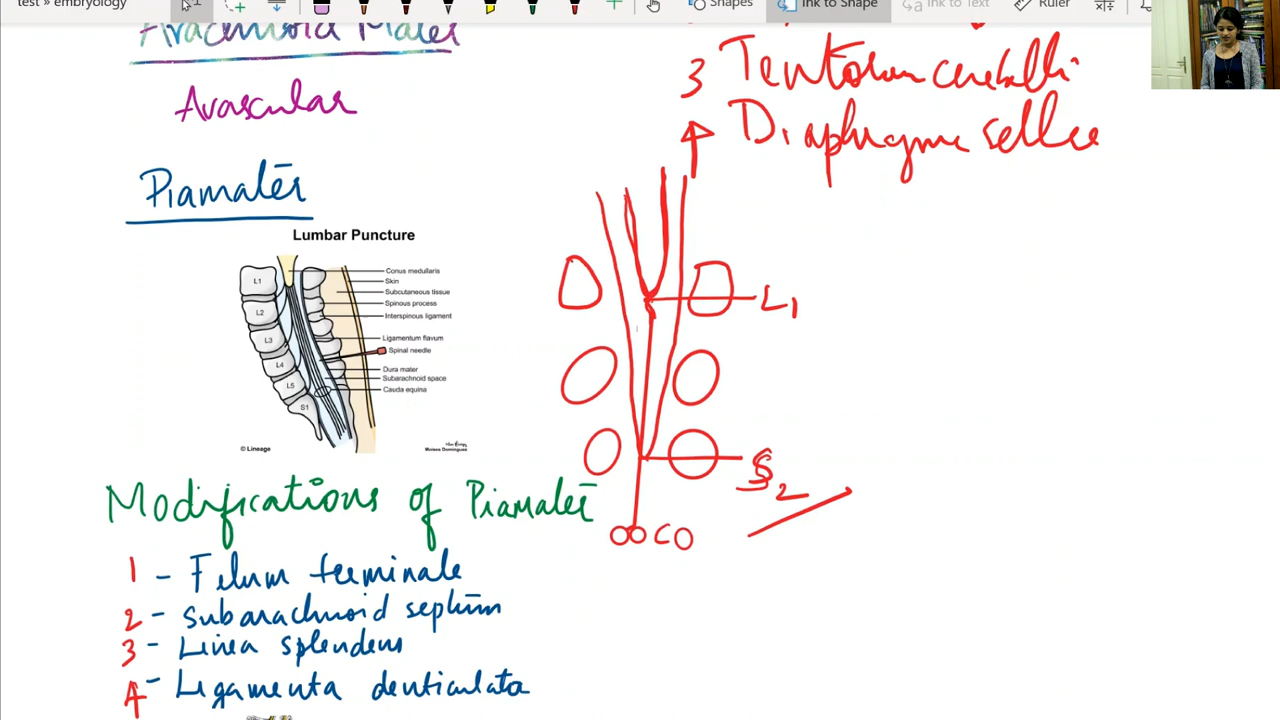 test » embryology
Shapes
Ink to Shape
Ink to Text
Ruler
Arachnoid Mater
Avascular
3 Tentorium cerebelli
4 Diaphragma sellae
Piamater
Lumbar Puncture
L1
L2
L3
L4
L5
S1
Conus medullaris
Skin
Subcutaneous tissue
Spinous process
Interspinous ligament
Ligamentum flavum
Spinal needle
Dura mater
Subarachnoid space
Cauda equina
© Lineage
Moises Dominguez
L1
S2
CO
Modifications of Piamater
1 - Filum terminale
2 - Subarachnoid septum
3 - Linea splendens
4 - Ligamenta denticulata